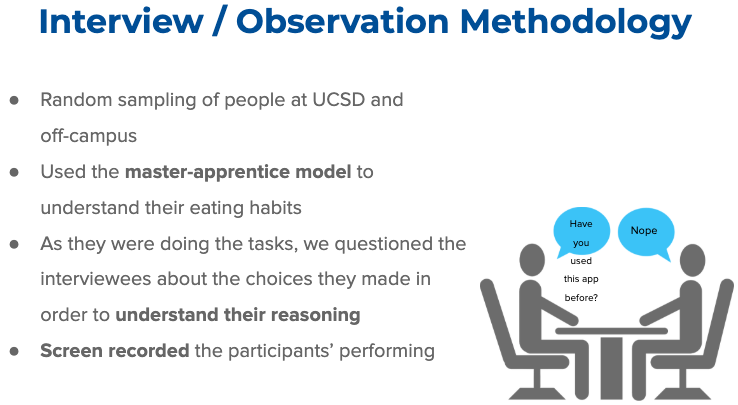 Interview / Observation Methodology
● Random sampling of people at UCSD and
off-campus
● Used the master-apprentice model to
understand their eating habits
● As they were doing the tasks, we questioned the
interviewees about the choices they made in
order to understand their reasoning
● Screen recorded the participants’ performing
Have
you
used
this app
before?
Nope